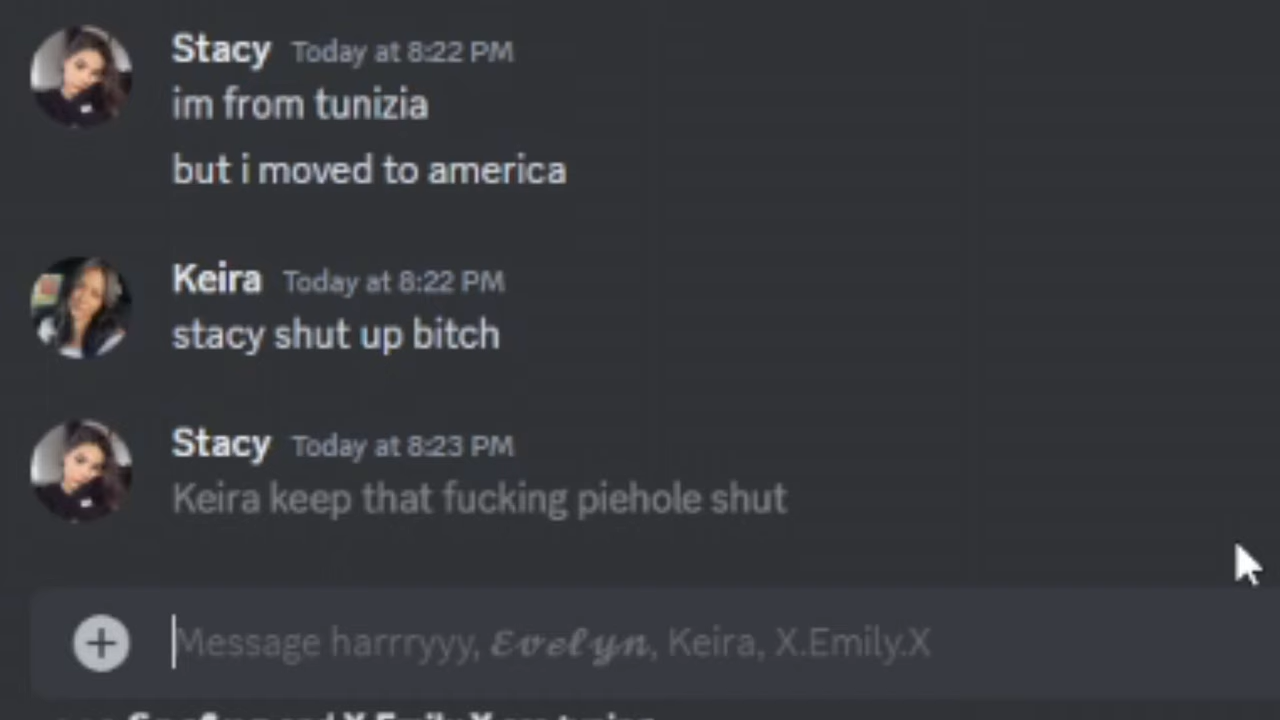 Stacy Today at 8:22 PM
im from tunizia
but i moved to america
Keira Today at 8:22 PM
stacy shut up bitch
Stacy Today at 8:23 PM
Keira keep that fucking piehole shut
Message harrryyy, 𝓔𝓿𝓮𝓵𝔂𝓷, Keira, X.Emily.X